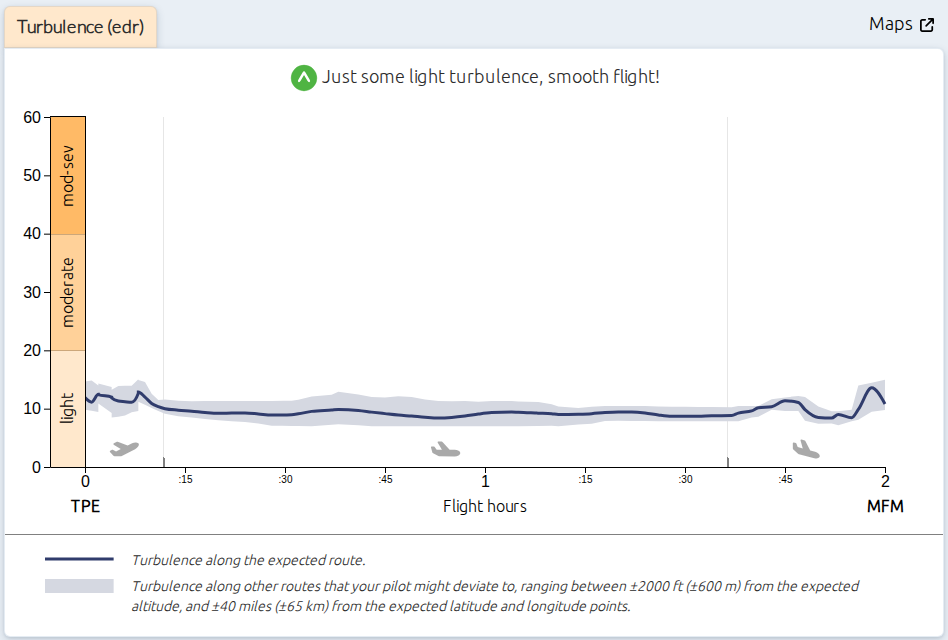 Turbulence (edr)
Maps
Just some light turbulence, smooth flight!
60
50
40
30
20
10
0
mod-sev
moderate
light
0
:15
:30
:45
1
:15
:30
:45
2
TPE
Flight hours
MFM
Turbulence along the expected route.
Turbulence along other routes that your pilot might deviate to, ranging between ±2000 ft (±600 m) from the expected
altitude, and ±40 miles (±65 km) from the expected latitude and longitude points.